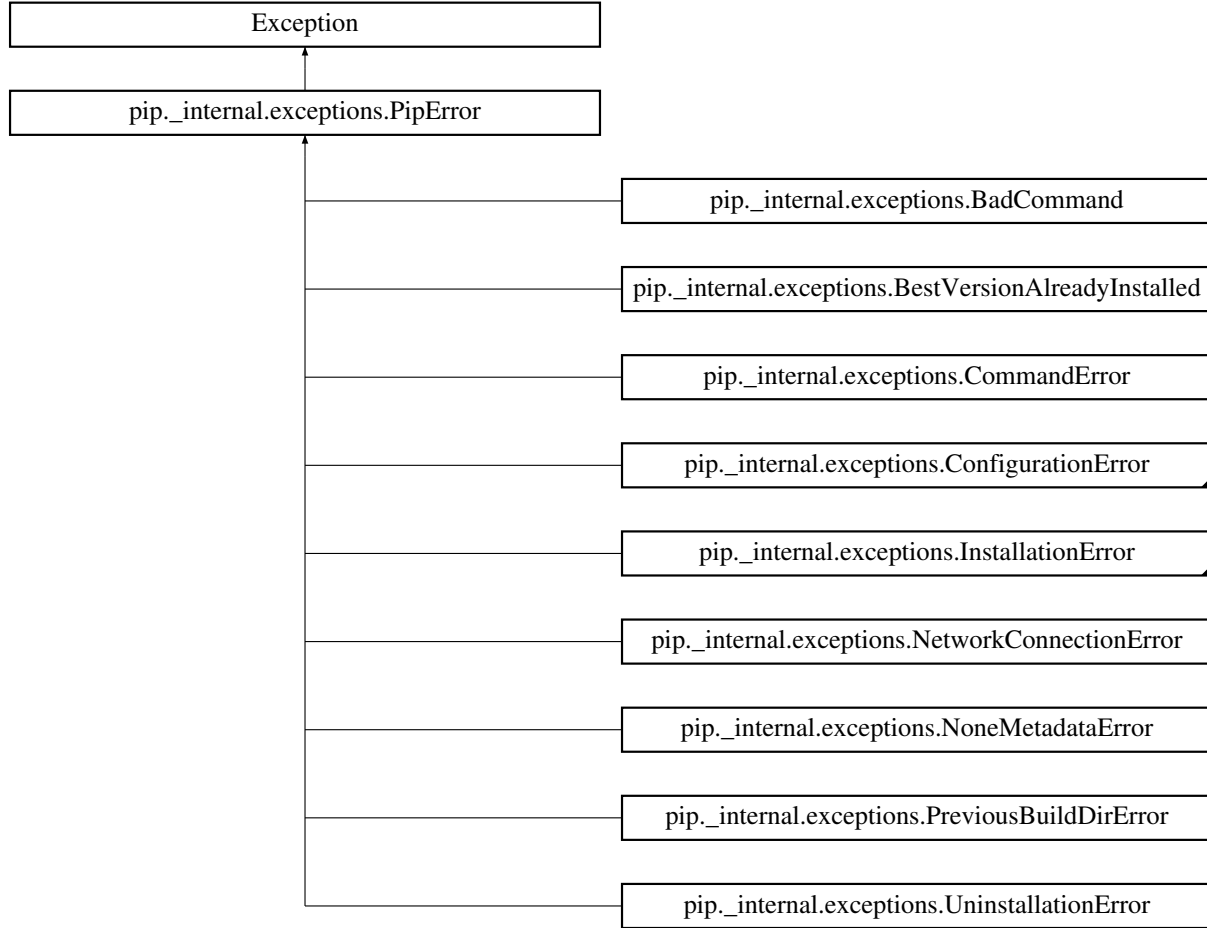 Exception
pip._internal.exceptions.PipError
pip._internal.exceptions.BadCommand
pip._internal.exceptions.BestVersionAlreadyInstalled
pip._internal.exceptions.CommandError
pip._internal.exceptions.ConfigurationError
pip._internal.exceptions.InstallationError
pip._internal.exceptions.NetworkConnectionError
pip._internal.exceptions.NoneMetadataError
pip._internal.exceptions.PreviousBuildDirError
pip._internal.exceptions.UninstallationError